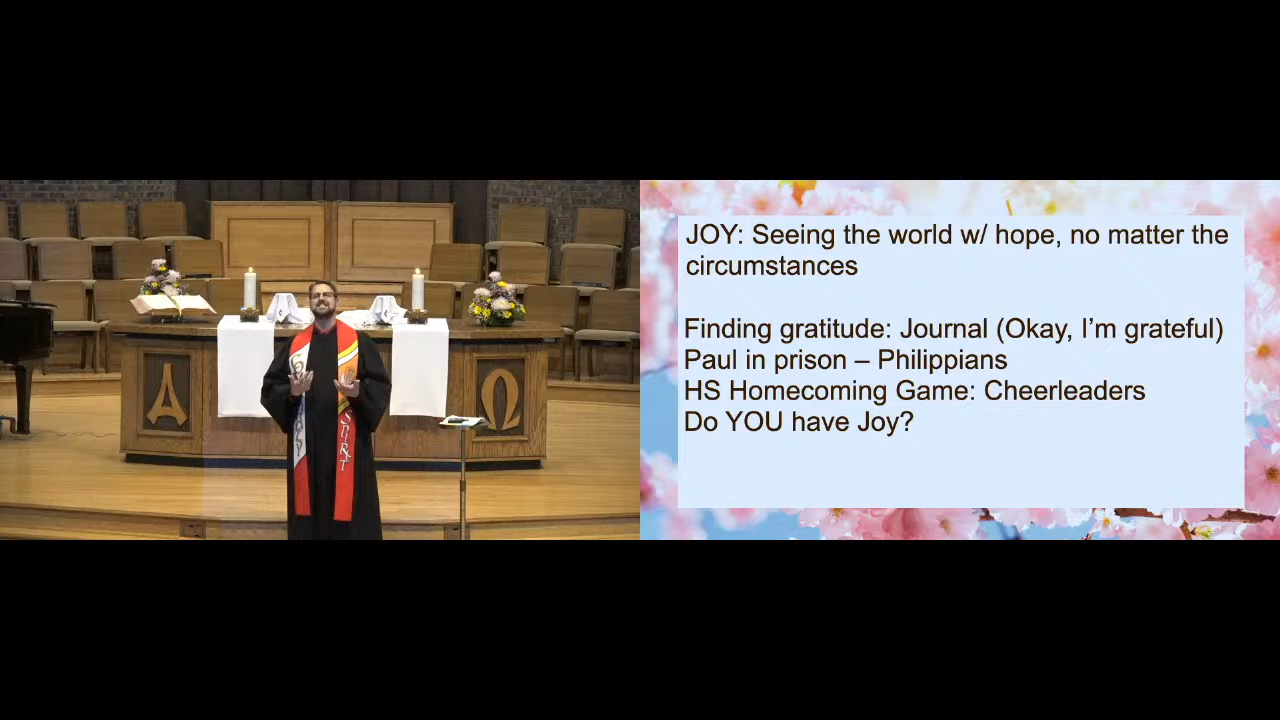 Α
Ω
SPIRT
JOY: Seeing the world w/ hope, no matter the
circumstances
Finding gratitude: Journal (Okay, I’m grateful)
Paul in prison – Philippians
HS Homecoming Game: Cheerleaders
Do YOU have Joy?